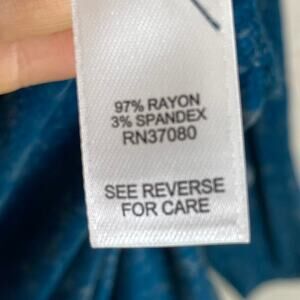 97% RAYON
3% SPANDEX
RN37080
SEE REVERSE
FOR CARE